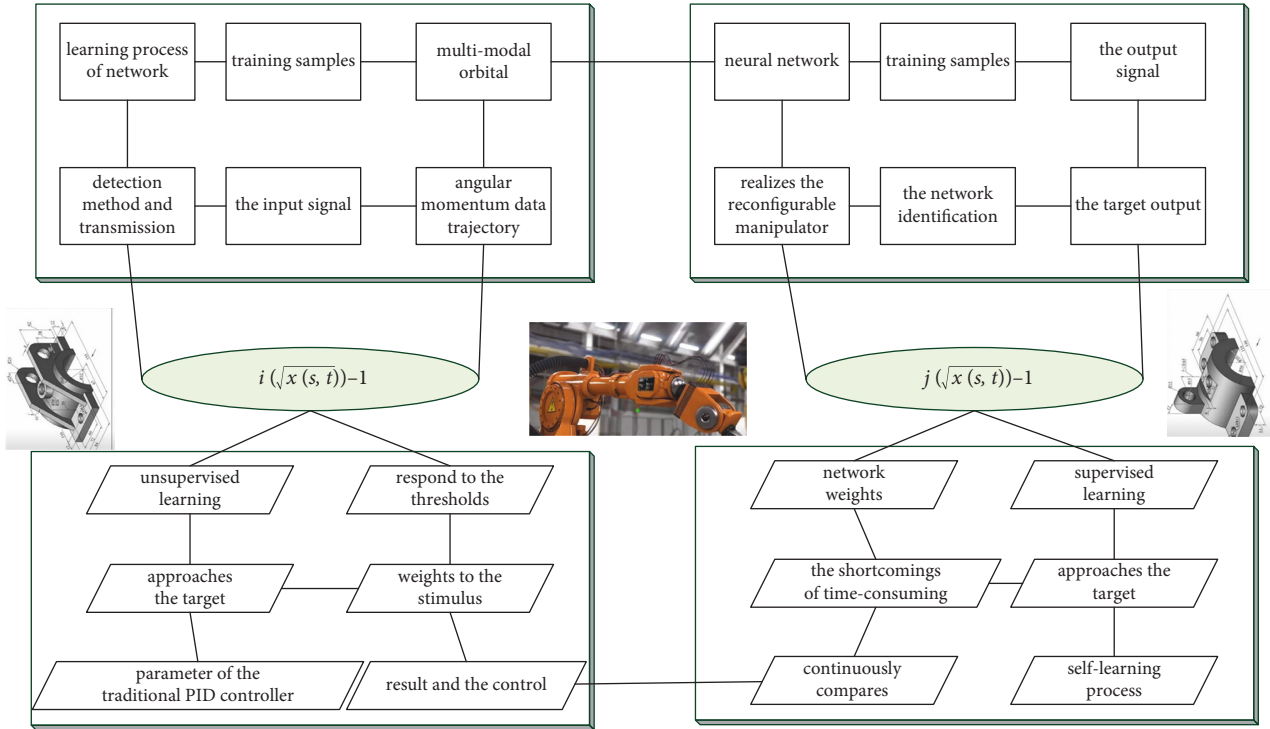 learning process
of network
training samples
multi-modal
orbital
neural network
training samples
the output
signal
detection
method and
transmission
the input signal
angular
momentum data
trajectory
realizes the
reconfigurable
manipulator
the network
identification
the target output
i (√x (s, t))–1
j (√x (s, t))–1
unsupervised
learning
respond to the
thresholds
network
weights
supervised
learning
approaches
the target
weights to the
stimulus
the shortcomings
of time-consuming
approaches the
target
parameter of the
traditional PID controller
result and the control
continuously
compares
self-learning
process